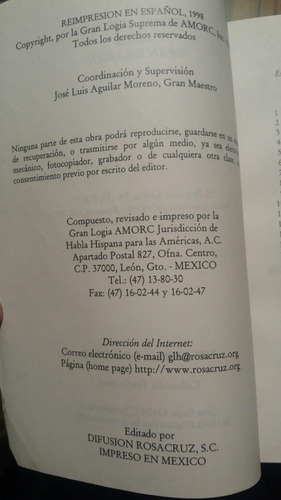 REIMPRESION EN ESPAÑOL, 1998
Copyright, por la Gran Logia Suprema de AMORC, Inc.
Todos los derechos reservados
Coordinación y Supervisión
José Luis Aguilar Moreno, Gran Maestro
Ninguna parte de esta obra podrá reproducirse, guardarse en un
de recuperación, o trasmitirse por algún medio, ya sea
mecánico, fotocopiador, grabador o de cualquiera otra clase,
consentimiento previo por escrito del editor.
Compuesto, revisado e impreso por la
Gran Logia AMORC Jurisdicción de
Habla Hispana para las Américas, A.C.
Apartado Postal 827, Ofna. Centro,
C.P. 37000, León, Gto. - MEXICO
Tel.: (47) 13-80-30
Fax: (47) 16-02-44 y 16-02-47
Dirección del Internet:
Correo electrónico (e-mail) glh@rosacruz.org
Página (home page) http://www.rosacruz.org
Editado por
DIFUSION ROSACRUZ, S.C.
IMPRESO EN MEXICO